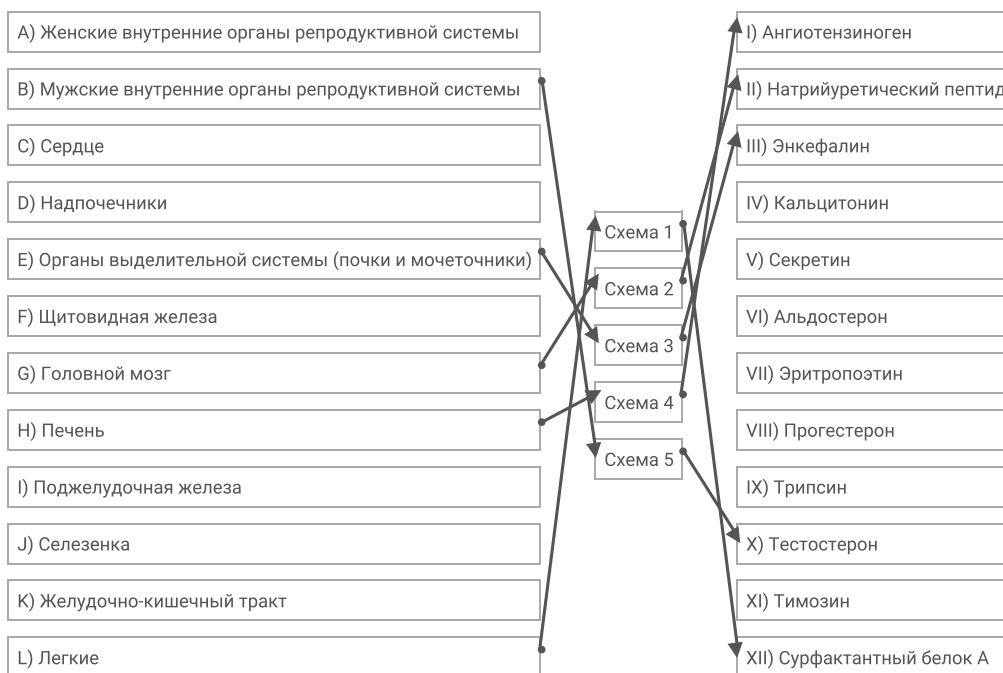 A) Женские внутренние органы репродуктивной системы
B) Мужские внутренние органы репродуктивной системы
C) Сердце
D) Надпочечники
E) Органы выделительной системы (почки и мочеточники)
F) Щитовидная железа
G) Головной мозг
H) Печень
I) Поджелудочная железа
J) Селезенка
K) Желудочно-кишечный тракт
L) Легкие
Схема 1
Схема 2
Схема 3
Схема 4
Схема 5
I) Ангиотензиноген
II) Натрийуретический пептид
III) Энкефалин
IV) Кальцитонин
V) Секретин
VI) Альдостерон
VII) Эритропоэтин
VIII) Прогестерон
IX) Трипсин
X) Тестостерон
XI) Тимозин
XII) Сурфактантный белок А